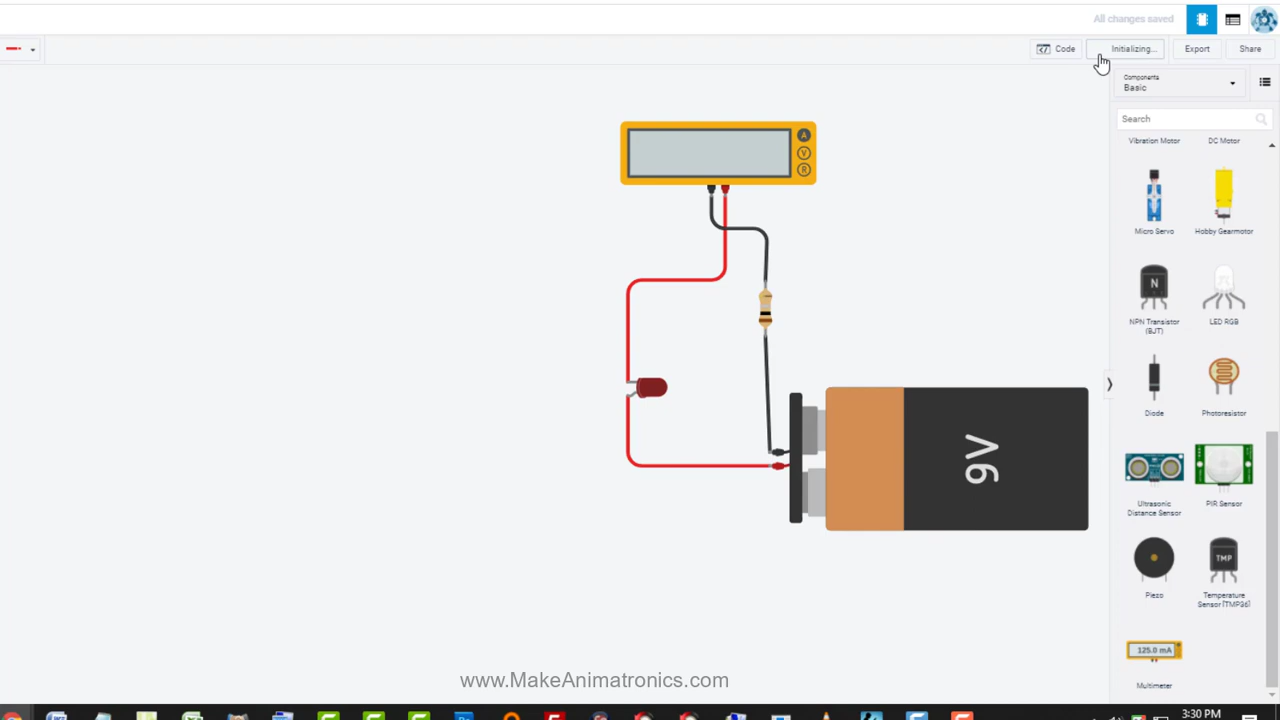 All changes saved
Code
Initializing...
Export
Share
Components
Basic
Search
A
V
R
Vibration Motor
DC Motor
Micro Servo
Hobby Gearmotor
N
NPN Transistor
(BJT)
LED RGB
Diode
Photoresistor
9V
Ultrasonic
Distance Sensor
PIR Sensor
TMP
Piezo
Temperature
Sensor [TMP36]
125.0 mA
Multimeter
www.MakeAnimatronics.com
3:30 PM